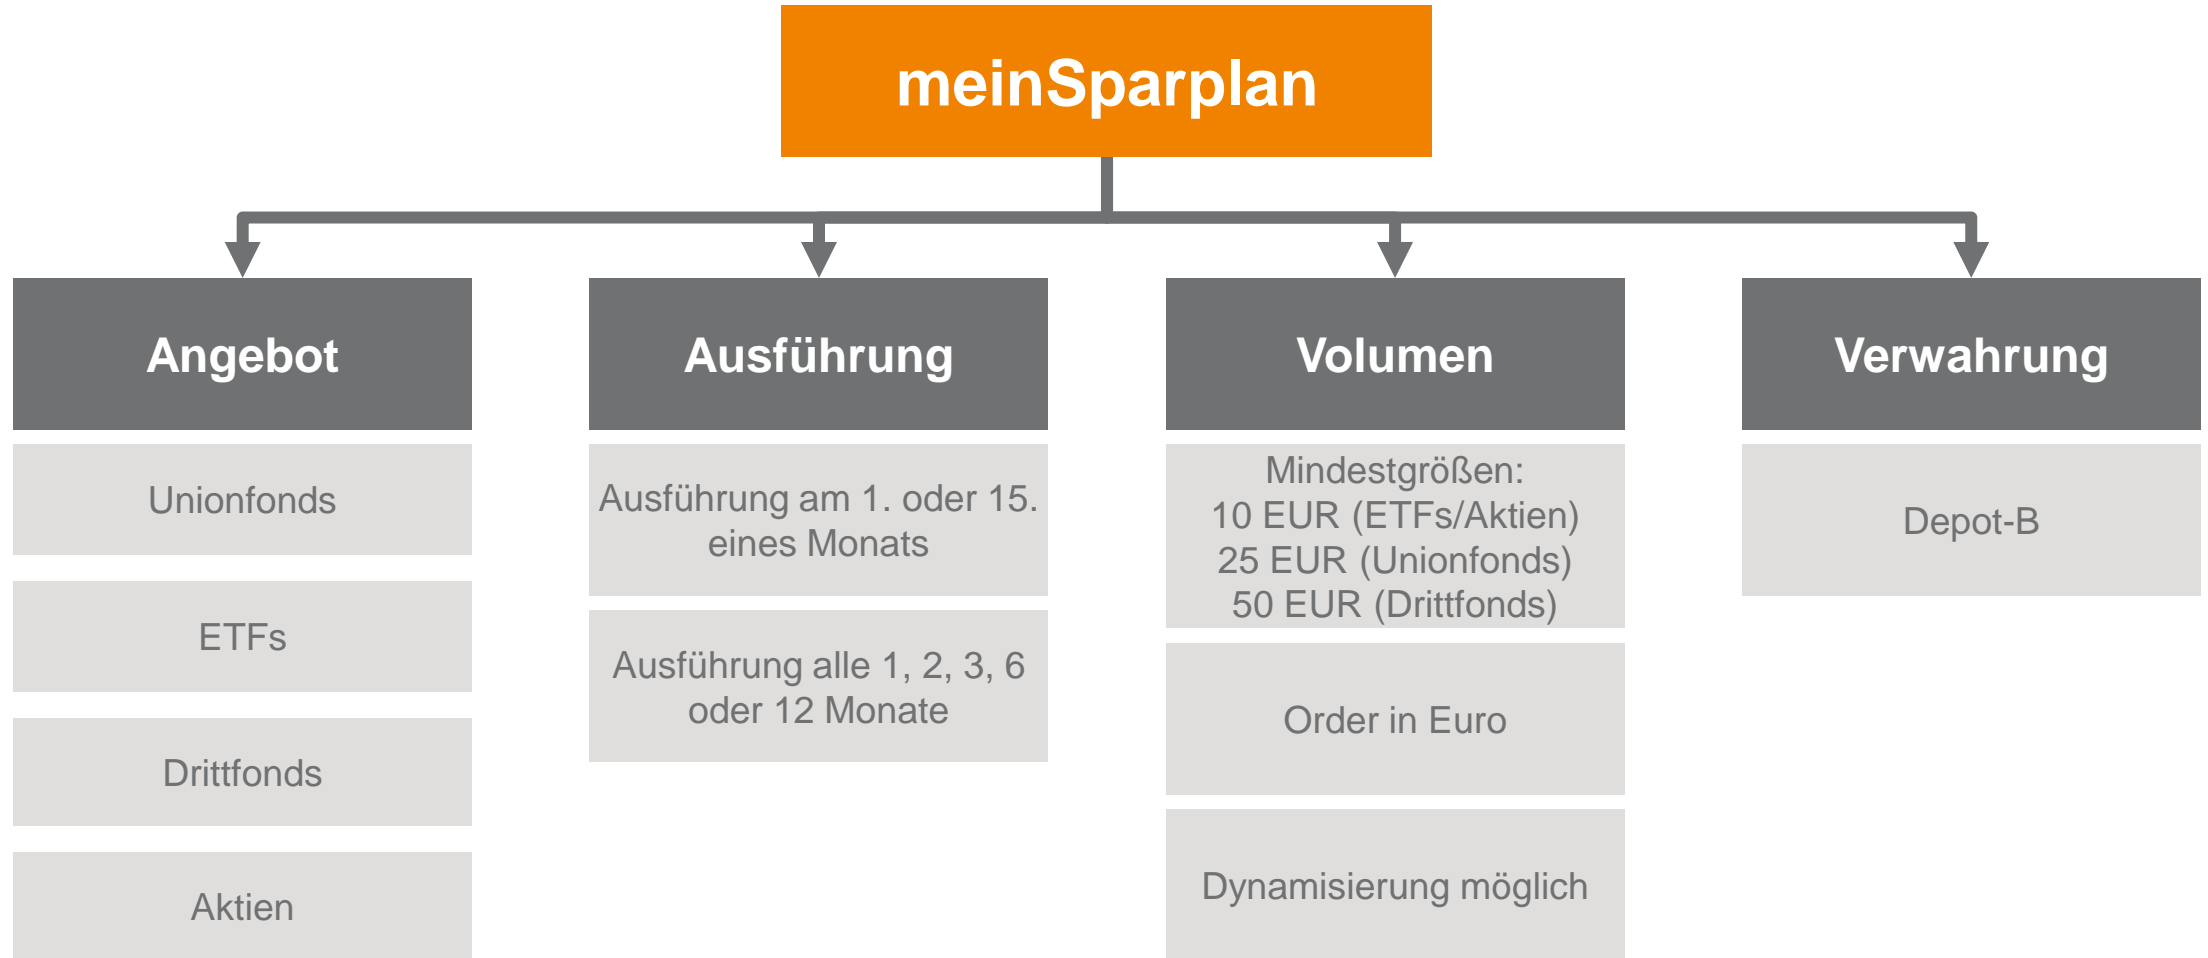 meinSparplan
Angebot
Unionfonds
ETFs
Drittfonds
Aktien
Ausführung
Ausführung am 1. oder 15.
eines Monats
Ausführung alle 1, 2, 3, 6
oder 12 Monate
Volumen
Mindestgrößen:
10 EUR (ETFs/Aktien)
25 EUR (Unionfonds)
50 EUR (Drittfonds)
Order in Euro
Dynamisierung möglich
Verwahrung
Depot-B